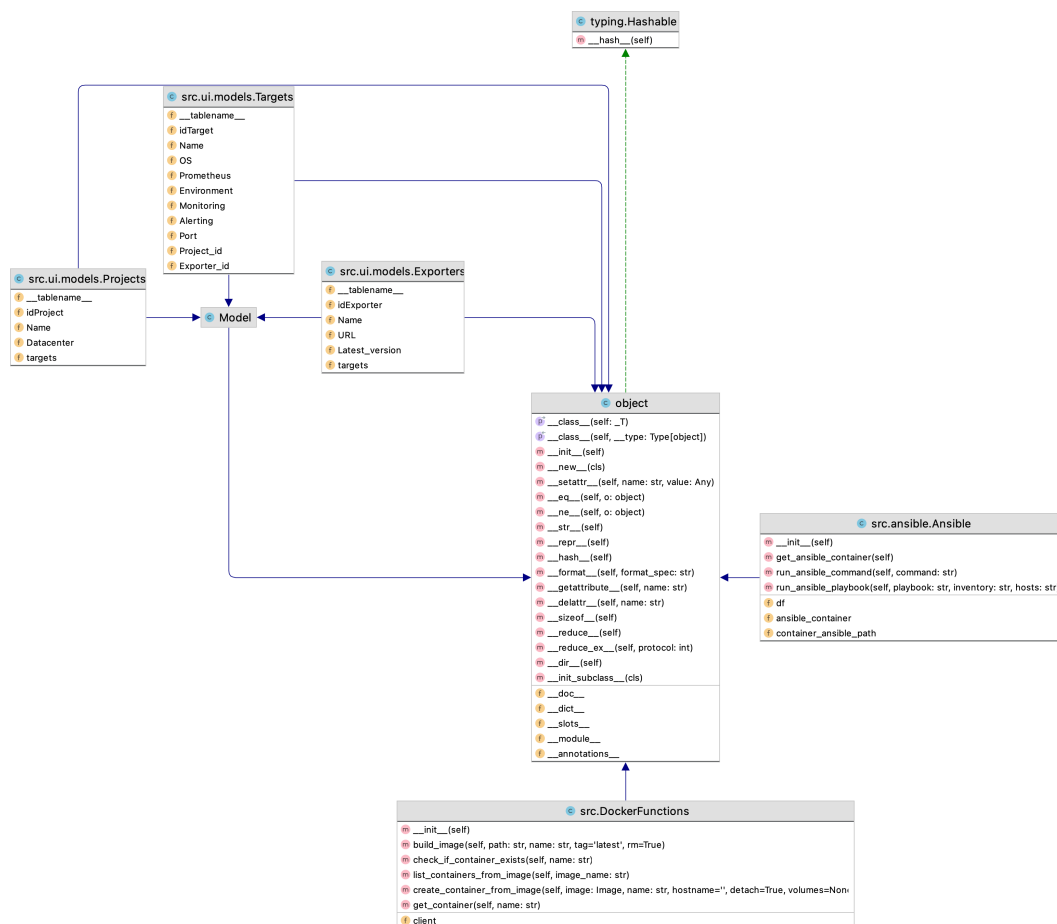 typing.Hashable
__hash__(self)
src.ui.models.Targets
__tablename__
idTarget
Name
OS
Prometheus
Environment
Monitoring
Alerting
Port
Project_id
Exporter_id
src.ui.models.Projects
__tablename__
idProject
Name
Datacenter
targets
Model
src.ui.models.Exporters
__tablename__
idExporter
Name
URL
Latest_version
targets
object
__class__(self: _T)
__class__(self, __type: Type[object])
__init__(self)
__new__(cls)
__setattr__(self, name: str, value: Any)
__eq__(self, o: object)
__ne__(self, o: object)
__str__(self)
__repr__(self)
__hash__(self)
__format__(self, format_spec: str)
__getattribute__(self, name: str)
__delattr__(self, name: str)
__sizeof__(self)
__reduce__(self)
__reduce_ex__(self, protocol: int)
__dir__(self)
__init_subclass__(cls)
__doc__
__dict__
__slots__
__module__
__annotations__
src.ansible.Ansible
__init__(self)
get_ansible_container(self)
run_ansible_command(self, command: str)
run_ansible_playbook(self, playbook: str, inventory: str, hosts: str
df
ansible_container
container_ansible_path
src.DockerFunctions
__init__(self)
build_image(self, path: str, name: str, tag='latest', rm=True)
check_if_container_exists(self, name: str)
list_containers_from_image(self, image_name: str)
create_container_from_image(self, image: Image, name: str, hostname='', detach=True, volumes=None
get_container(self, name: str)
client